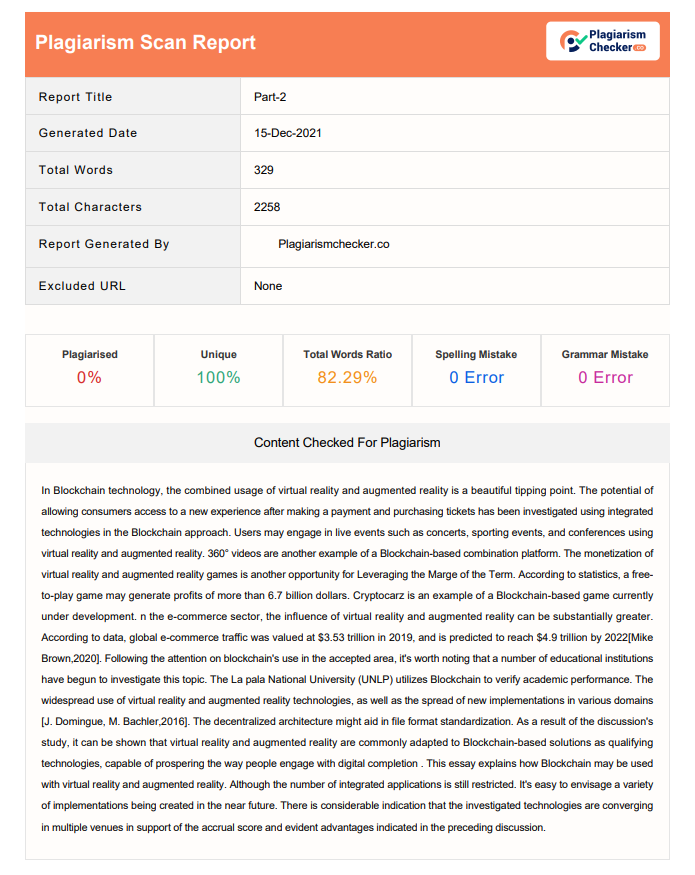 Plagiarism Scan Report
Plagiarism
Checker.co
Report Title Part-2
Generated Date 15-Dec-2021
Total Words 329
Total Characters 2258
Report Generated By Plagiarismchecker.co
Excluded URL None
Plagiarised Unique Total Words Ratio Spelling Mistake Grammar Mistake
0% 100% 82.29% 0 Error 0 Error
Content Checked For Plagiarism
In Blockchain technology, the combined usage of virtual reality and augmented reality is a beautiful tipping point. The potential of
allowing consumers access to a new experience after making a payment and purchasing tickets has been investigated using integrated
technologies in the Blockchain approach. Users may engage in live events such as concerts, sporting events, and conferences using
virtual reality and augmented reality. 360° videos are another example of a Blockchain-based combination platform. The monetization of
virtual reality and augmented reality games is another opportunity for Leveraging the Marge of the Term. According to statistics, a free-
to-play game may generate profits of more than 6.7 billion dollars. Cryptocarz is an example of a Blockchain-based game currently
under development. n the e-commerce sector, the influence of virtual reality and augmented reality can be substantially greater.
According to data, global e-commerce traffic was valued at $3.53 trillion in 2019, and is predicted to reach $4.9 trillion by 2022[Mike
Brown,2020]. Following the attention on blockchain's use in the accepted area, it's worth noting that a number of educational institutions
have begun to investigate this topic. The La pala National University (UNLP) utilizes Blockchain to verify academic performance. The
widespread use of virtual reality and augmented reality technologies, as well as the spread of new implementations in various domains
[J. Domingue, M. Bachler,2016]. The decentralized architecture might aid in file format standardization. As a result of the discussion's
study, it can be shown that virtual reality and augmented reality are commonly adapted to Blockchain-based solutions as qualifying
technologies, capable of prospering the way people engage with digital completion . This essay explains how Blockchain may be used
with virtual reality and augmented reality. Although the number of integrated applications is still restricted. It's easy to envisage a variety
of implementations being created in the near future. There is considerable indication that the investigated technologies are converging
in multiple venues in support of the accrual score and evident advantages indicated in the preceding discussion.